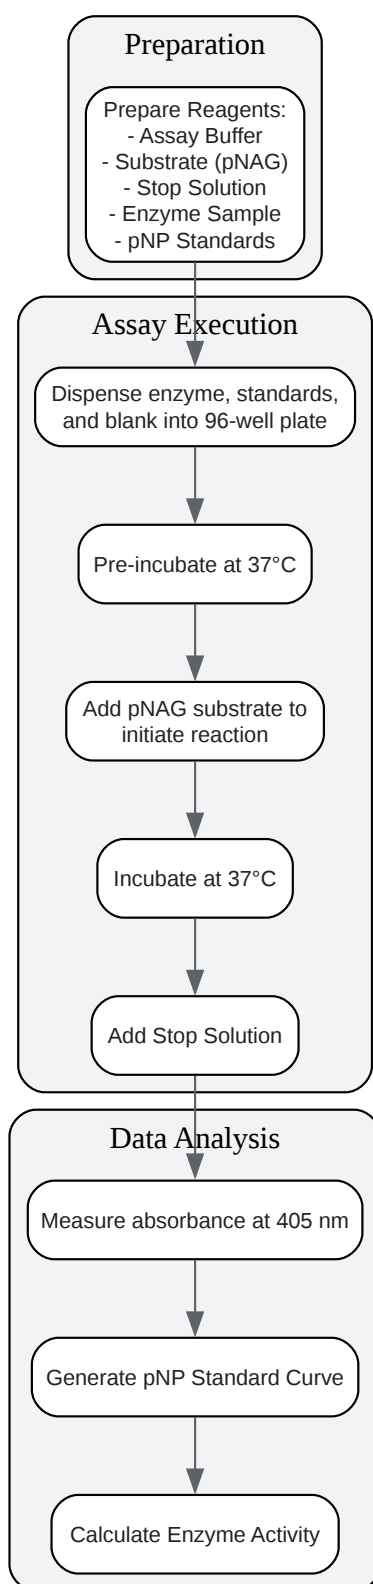 Preparation
Prepare Reagents:
- Assay Buffer
- Substrate (pNAG)
- Stop Solution
- Enzyme Sample
- pNP Standards
Assay Execution
Dispense enzyme, standards,
and blank into 96-well plate
Pre-incubate at 37°C
Add pNAG substrate to
initiate reaction
Incubate at 37°C
Add Stop Solution
Data Analysis
Measure absorbance at 405 nm
Generate pNP Standard Curve
Calculate Enzyme Activity